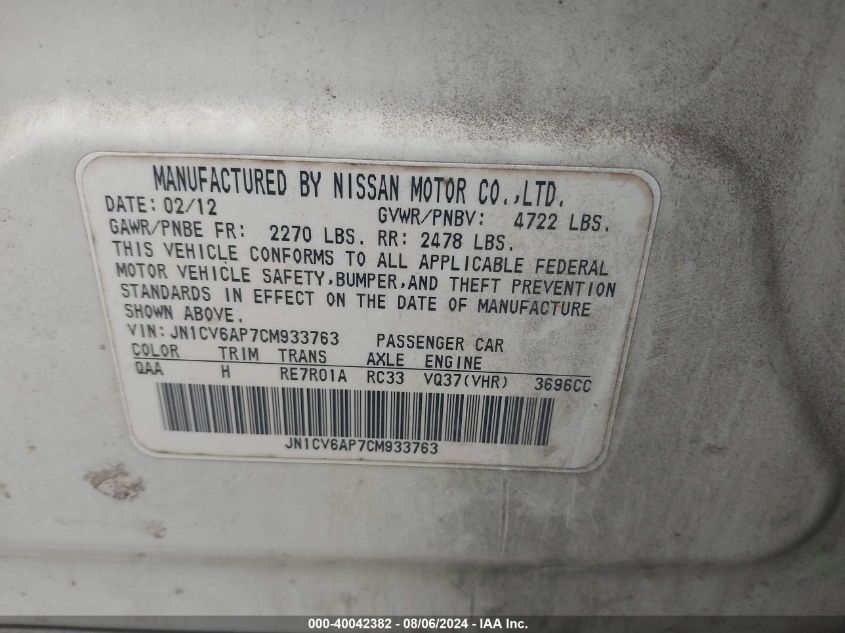 MANUFACTURED BY NISSAN MOTOR CO.,LTD.
DATE: 02/12 GVWR/PNBV: 4722 LBS.
GAWR/PNBE FR: 2270 LBS. RR: 2478 LBS.
THIS VEHICLE CONFORMS TO ALL APPLICABLE FEDERAL
MOTOR VEHICLE SAFETY,BUMPER,AND THEFT PREVENTION
STANDARDS IN EFFECT ON THE DATE OF MANUFACTURE
SHOWN ABOVE.
VIN: JN1CV6AP7CM933763 PASSENGER CAR
COLOR TRIM TRANS AXLE ENGINE
QAA H RE7R01A RC33 VQ37(VHR) 3696CC
JN1CV6AP7CM933763
000-40042382 - 08/06/2024 - IAA Inc.